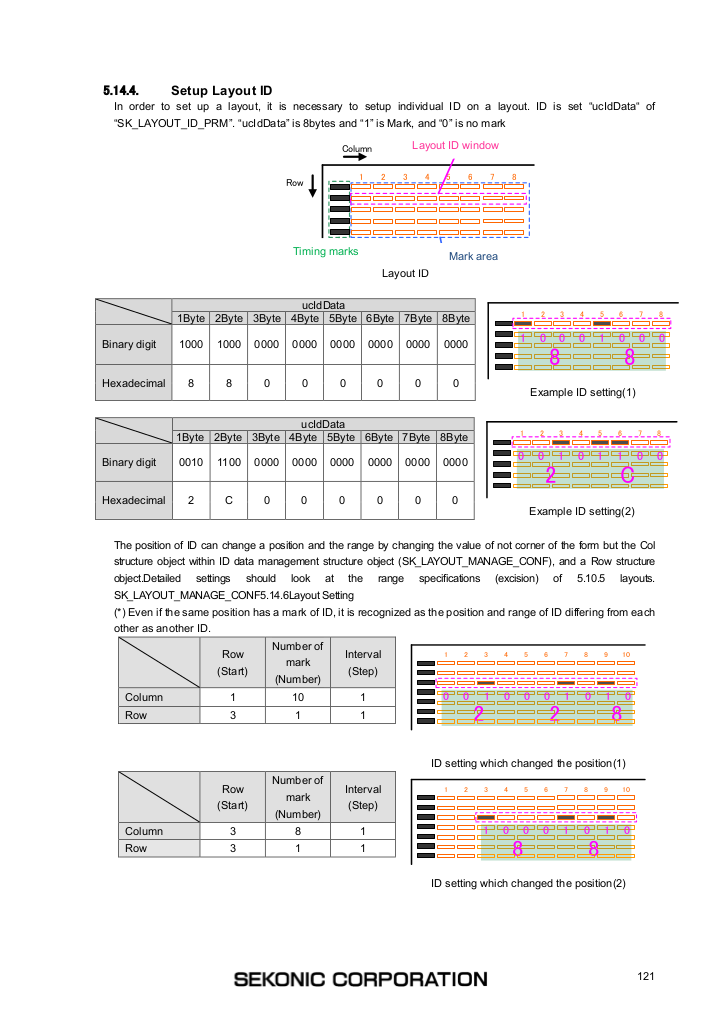 5.14.4. Setup Layout ID
In order to set up a layout, it is necessary to setup individual ID on a layout. ID is set “ucIdData“ of
“SK_LAYOUT_ID_PRM”. “ucIdData” is 8bytes and “1” is Mark, and “0” is no mark
Column
Layout ID window
Row
1 2 3 4 5 6 7 8
Timing marks
Mark area
Layout ID
ucIdData
1Byte 2Byte 3Byte 4Byte 5Byte 6Byte 7Byte 8Byte
Binary digit 1000 1000 0000 0000 0000 0000 0000 0000
Hexadecimal 8 8 0 0 0 0 0 0
1 2 3 4 5 6 7 8
1 0 0 0 1 0 0 0
8 8
Example ID setting(1)
ucIdData
1Byte 2Byte 3Byte 4Byte 5Byte 6Byte 7Byte 8Byte
Binary digit 0010 1100 0000 0000 0000 0000 0000 0000
Hexadecimal 2 C 0 0 0 0 0 0
1 2 3 4 5 6 7 8
0 0 1 0 1 1 0 0
2 C
Example ID setting(2)
The position of ID can change a position and the range by changing the value of not corner of the form but the Col
structure object within ID data management structure object (SK_LAYOUT_MANAGE_CONF), and a Row structure
object.Detailed settings should look at the range specifications (excision) of 5.10.5 layouts.
SK_LAYOUT_MANAGE_CONF5.14.6Layout Setting
(*) Even if the same position has a mark of ID, it is recognized as the position and range of ID differing from each
other as another ID.
Row (Start) Number of mark (Number) Interval (Step)
Column 1 10 1
Row 3 1 1
1 2 3 4 5 6 7 8 9 10
0 0 1 0 0 0 1 0 1 0
2 2 8
ID setting which changed the position(1)
Row (Start) Number of mark (Number) Interval (Step)
Column 3 8 1
Row 3 1 1
1 2 3 4 5 6 7 8 9 10
1 0 0 0 1 0 1 0
8 8
ID setting which changed the position(2)
SEKONIC CORPORATION
121